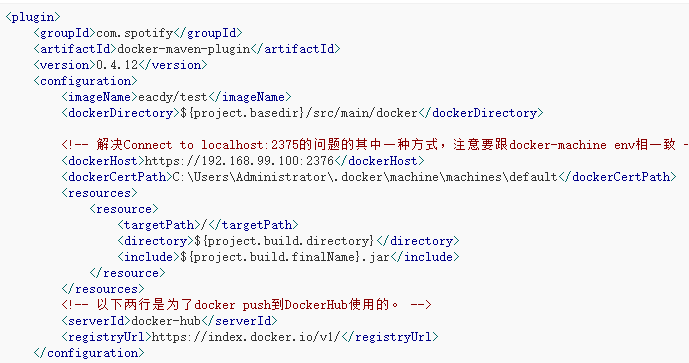 <plugin>
<groupId>com.spotify</groupId>
<artifactId>docker-maven-plugin</artifactId>
<version>0.4.12</version>
<configuration>
<imageName>eacdy/test</imageName>
<dockerDirectory>${project.basedir}/src/main/docker</dockerDirectory>
<!-- 解决Connect to localhost:2375的问题的其中一种方式，注意要跟docker-machine env相一致 -
<dockerHost>https://192.168.99.100:2376</dockerHost>
<dockerCertPath>C:\Users\Administrator\.docker\machine\machines\default</dockerCertPath>
<resources>
<resource>
<targetPath>/</targetPath>
<directory>${project.build.directory}</directory>
<include>${project.build.finalName}.jar</include>
</resource>
</resources>
<!-- 以下两行是为了docker push到DockerHub使用的。 -->
<serverId>docker-hub</serverId>
<registryUrl>https://index.docker.io/v1/</registryUrl>
</configuration>